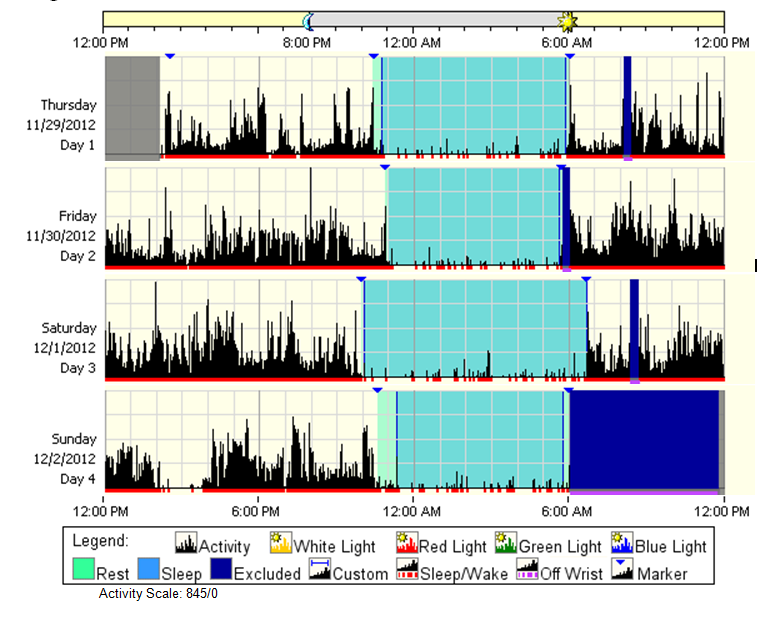 12:00 PM 8:00 PM 12:00 AM 6:00 AM 12:00 PM
Thursday
11/29/2012
Day 1
Friday
11/30/2012
Day 2
Saturday
12/1/2012
Day 3
Sunday
12/2/2012
Day 4
12:00 PM 6:00 PM 12:00 AM 6:00 AM 12:00 PM
Legend:
Activity White Light Red Light Green Light Blue Light
Rest Sleep Excluded Custom Sleep/Wake Off Wrist Marker
Activity Scale: 845/0